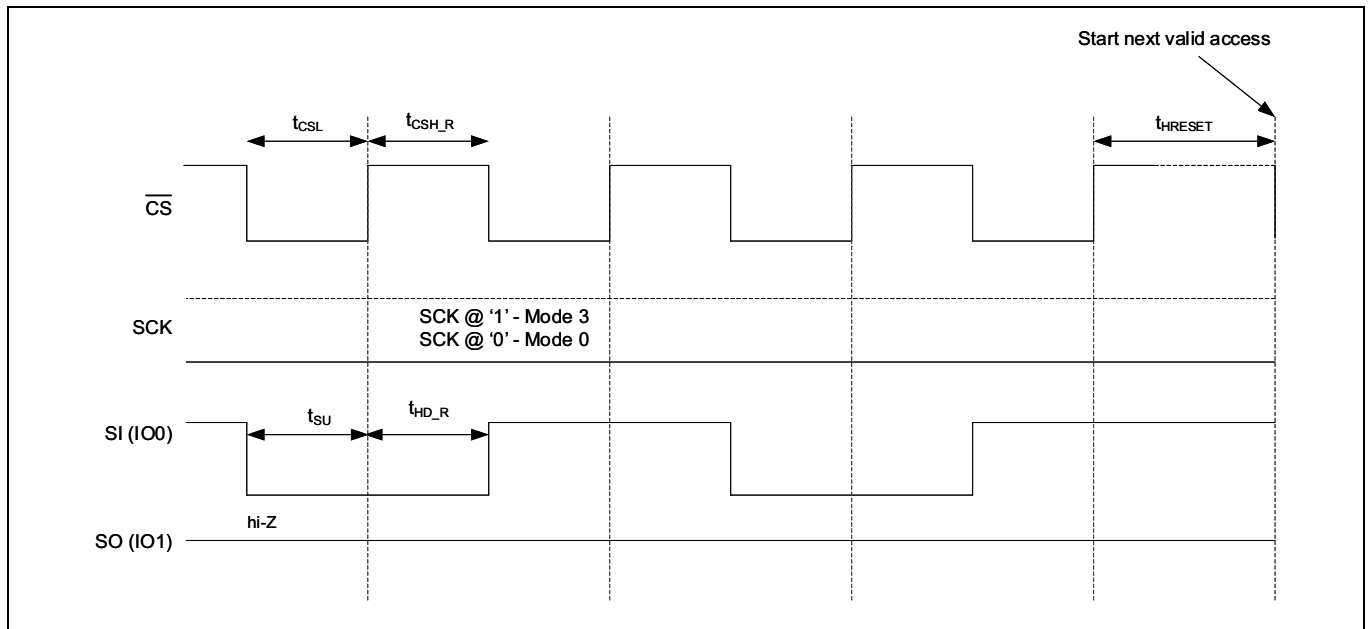 Start next valid access
tCSL
tCSH_R
tHRESET
CS
SCK
SCK @ ‘1’ - Mode 3
SCK @ ‘0’ - Mode 0
tSU
tHD_R
SI (IO0)
hi-Z
SO (IO1)